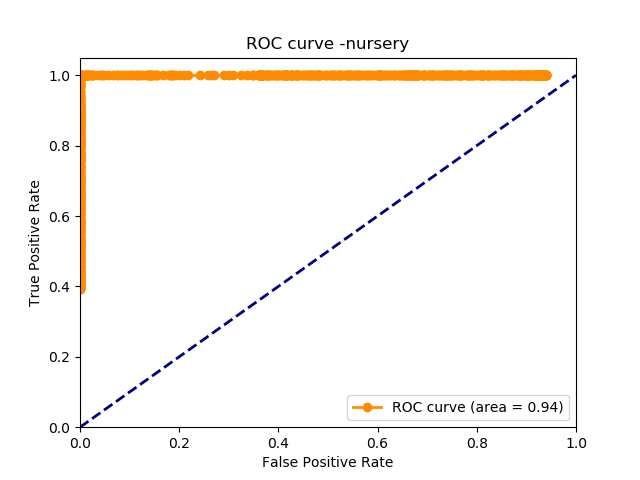 ROC curve -nursery
1.0
0.8
0.6
0.4
0.2
0.0
True Positive Rate
0.0 0.2 0.4 0.6 0.8 1.0
False Positive Rate
ROC curve (area = 0.94)